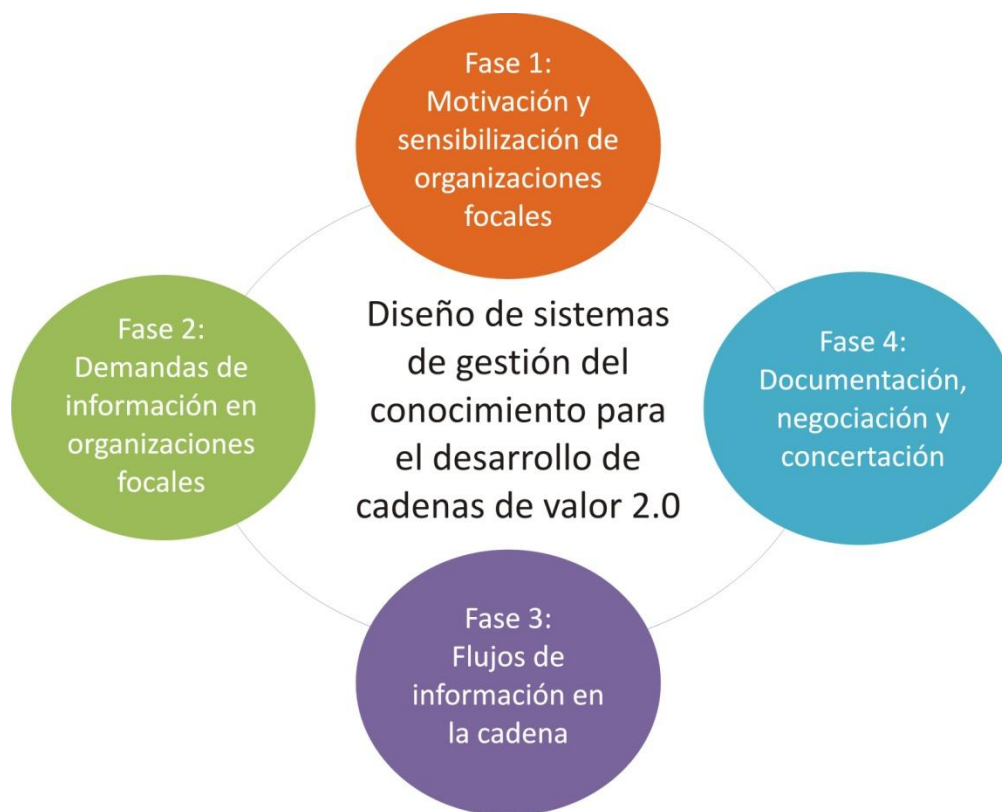 Fase 1:
Motivación y
sensibilización de
organizaciones
focales
Fase 2:
Demandas de
información en
organizaciones
focales
Diseño de sistemas
de gestión del
conocimiento para
el desarrollo de
cadenas de valor 2.0
Fase 4:
Documentación,
negociación y
concertación
Fase 3:
Flujos de
información en
la cadena